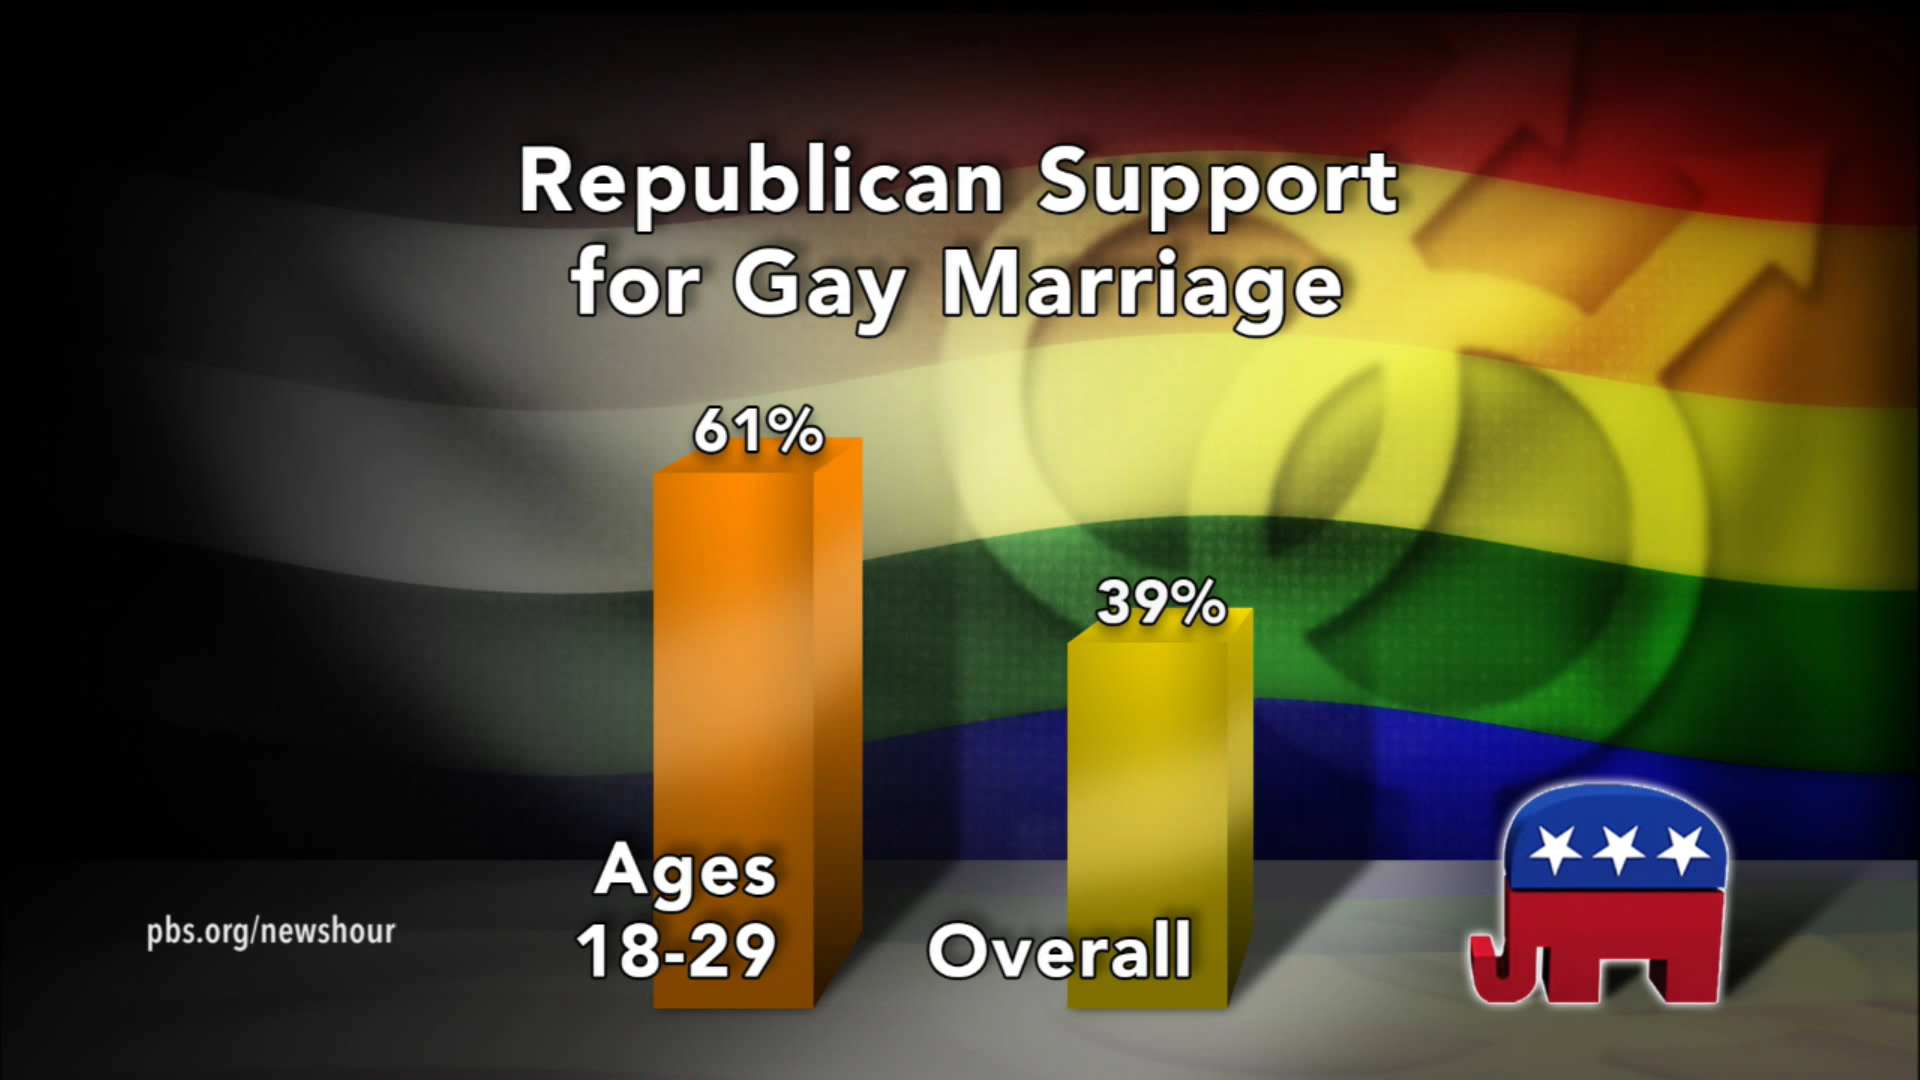 Republican Support
for Gay Marriage
61%
39%
Ages
18-29
Overall
pbs.org/newshour